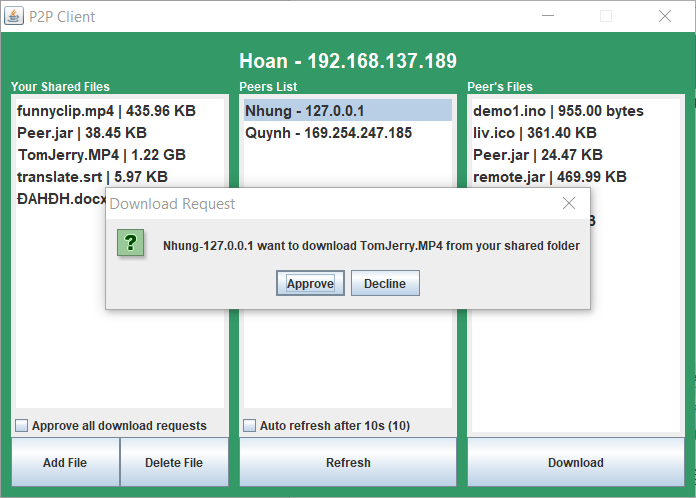 P2P Client
Hoan - 192.168.137.189
Your Shared Files
funnyclip.mp4 | 435.96 KB
Peer.jar | 38.45 KB
TomJerry.MP4 | 1.22 GB
translate.srt | 5.97 KB
ĐAHĐH.docx
Peers List
Nhung - 127.0.0.1
Quynh - 169.254.247.185
Peer's Files
demo1.ino | 955.00 bytes
liv.ico | 361.40 KB
Peer.jar | 24.47 KB
remote.jar | 469.99 KB
Download Request
?
Nhung-127.0.0.1 want to download TomJerry.MP4 from your shared folder
Approve
Decline
Approve all download requests
Auto refresh after 10s (10)
Add File
Delete File
Refresh
Download